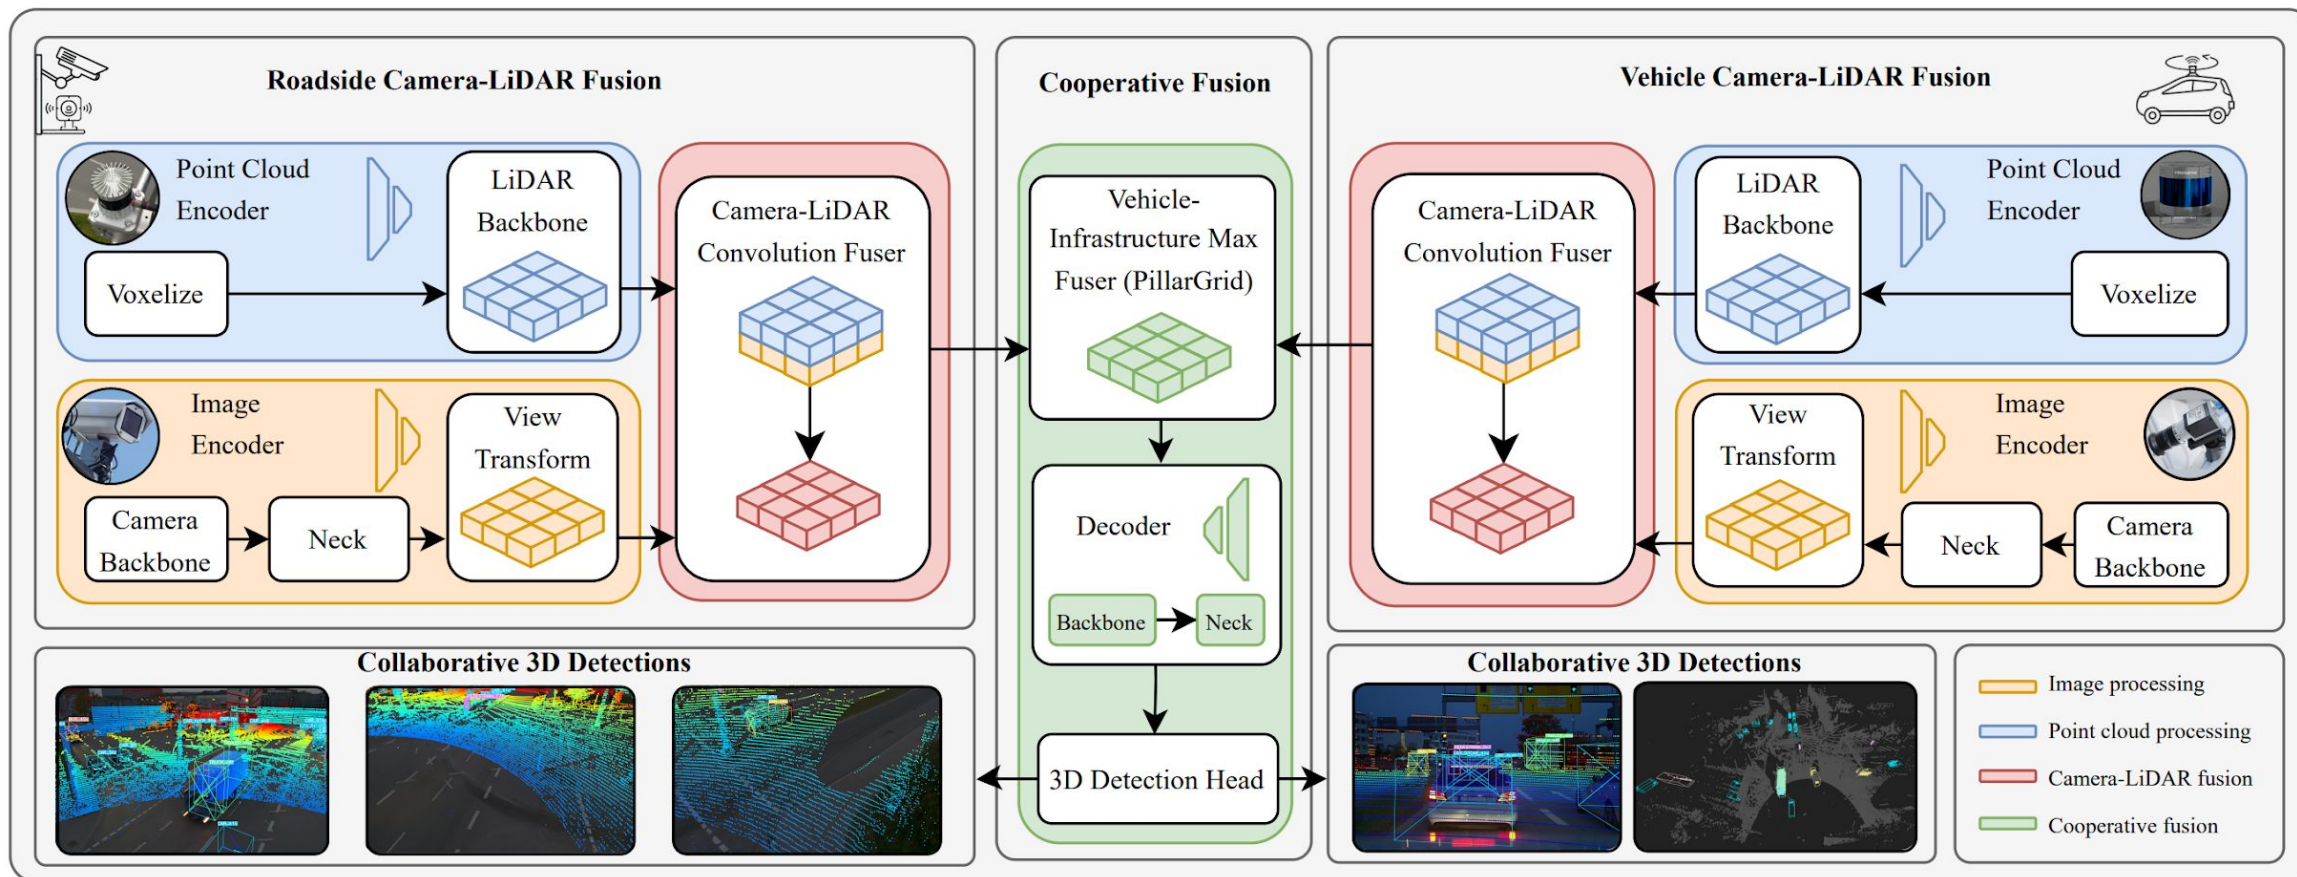 Roadside Camera-LiDAR Fusion
Point Cloud
Encoder
LiDAR
Backbone
Voxelize
Image
Encoder
View
Transform
Camera
Backbone
Neck
Camera-LiDAR
Convolution Fuser
Cooperative Fusion
Vehicle-
Infrastructure Max
Fuser (PillarGrid)
Decoder
Backbone
Neck
3D Detection Head
Vehicle Camera-LiDAR Fusion
Camera-LiDAR
Convolution Fuser
LiDAR
Backbone
Point Cloud
Encoder
Voxelize
View
Transform
Image
Encoder
Neck
Camera
Backbone
Collaborative 3D Detections
Collaborative 3D Detections
Image processing
Point cloud processing
Camera-LiDAR fusion
Cooperative fusion